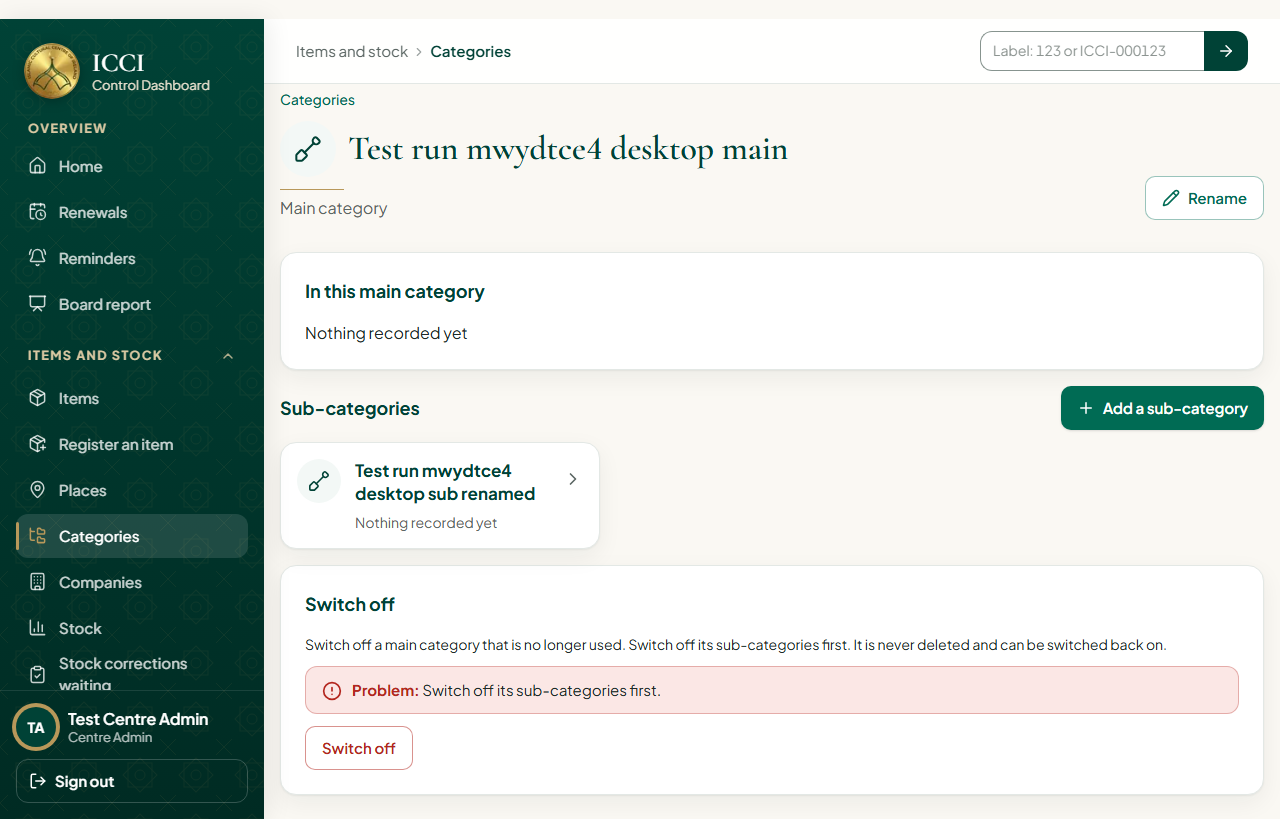 ICCI
Control Dashboard
OVERVIEW
Home
Renewals
Reminders
Board report
ITEMS AND STOCK
Items
Register an item
Places
Categories
Companies
Stock
Stock corrections
waiting
TA
Test Centre Admin
Centre Admin
Sign out
Items and stock > Categories
Label: 123 or ICCI-000123
Categories
Test run mwydtce4 desktop main
Main category
Rename
In this main category
Nothing recorded yet
Sub-categories
+ Add a sub-category
Test run mwydtce4
desktop sub renamed
Nothing recorded yet
Switch off
Switch off a main category that is no longer used. Switch off its sub-categories first. It is never deleted and can be switched back on.
Problem: Switch off its sub-categories first.
Switch off